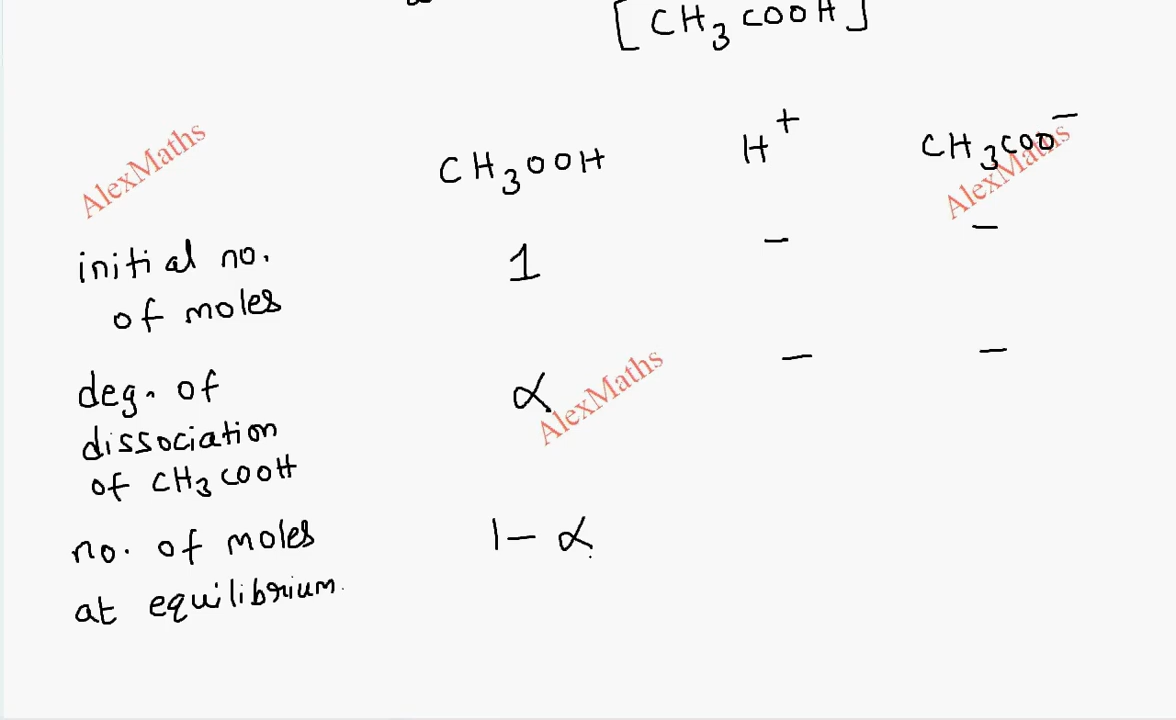 [CH3COOH]
AlexMaths
CH3OOH H+ CH3COO−
AlexMaths
initial no. 1 − −
of moles
deg. of α − −
AlexMaths
dissociation
of CH3COOH
no. of moles 1 − α
at equilibrium.